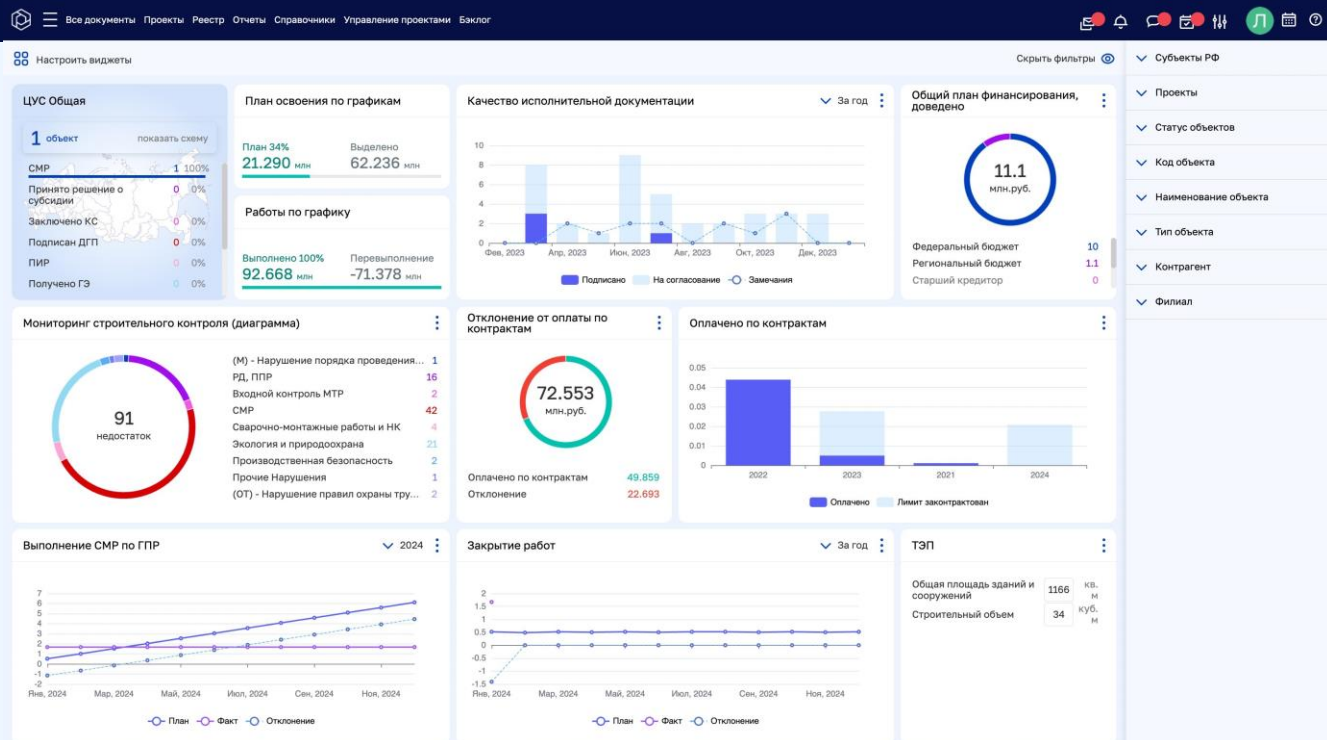 Все документы Проекты Реестр Отчеты Справочники Управление проектами Бэклог
Л
Настроить виджеты
Скрыть фильтры
ЦУС Общая
1 объект показать схему
СМР 1 100%
Принято решение о
субсидии 0 0%
Заключено КС 0 0%
Подписан ДГП 0 0%
ПИР 0 0%
Получено ГЭ 0 0%
План освоения по графикам
План 34% Выделено
21.290 млн 62.236 млн
Работы по графику
Выполнено 100% Перевыполнение
92.668 млн -71.378 млн
Качество исполнительной документации
За год
10
8
6
4
2
0
Фев, 2023 Апр, 2023 Июн, 2023 Авг, 2023 Окт, 2023 Дек, 2023
Подписано На согласование Замечания
Общий план финансирования,
доведено
11.1
млн.руб.
Федеральный бюджет 10
Региональный бюджет 1.1
Старший кредитор 0
Субъекты РФ
Проекты
Статус объектов
Код объекта
Наименование объекта
Тип объекта
Контрагент
Филиал
Мониторинг строительного контроля (диаграмма)
91
недостаток
(М) - Нарушение порядка проведения... 1
РД, ППР 16
Входной контроль МТР 2
СМР 42
Сварочно-монтажные работы и НК 4
Экология и природоохрана 21
Производственная безопасность 2
Прочие Нарушения 1
(ОТ) - Нарушение правил охраны тру... 2
Отклонение от оплаты по
контрактам
72.553
млн.руб.
Оплачено по контрактам 49.859
Отклонение 22.693
Оплачено по контрактам
0.05
0.04
0.03
0.02
0.01
0
2022 2023 2021 2024
Оплачено Лимит законтрактован
Выполнение СМР по ГПР
2024
7
6
5
4
3
2
1
0
-1
-2
Янв, 2024 Мар, 2024 Май, 2024 Июл, 2024 Сен, 2024 Ноя, 2024
План Факт Отклонение
Закрытие работ
За год
2
1.5
1
0.5
0
-0.5
-1
-1.5
Янв, 2024 Мар, 2024 Май, 2024 Июл, 2024 Сен, 2024 Ноя, 2024
План Факт Отклонение
ТЭП
Общая площадь зданий и
сооружений 1166 кв.
м
Строительный объем 34 куб.
м